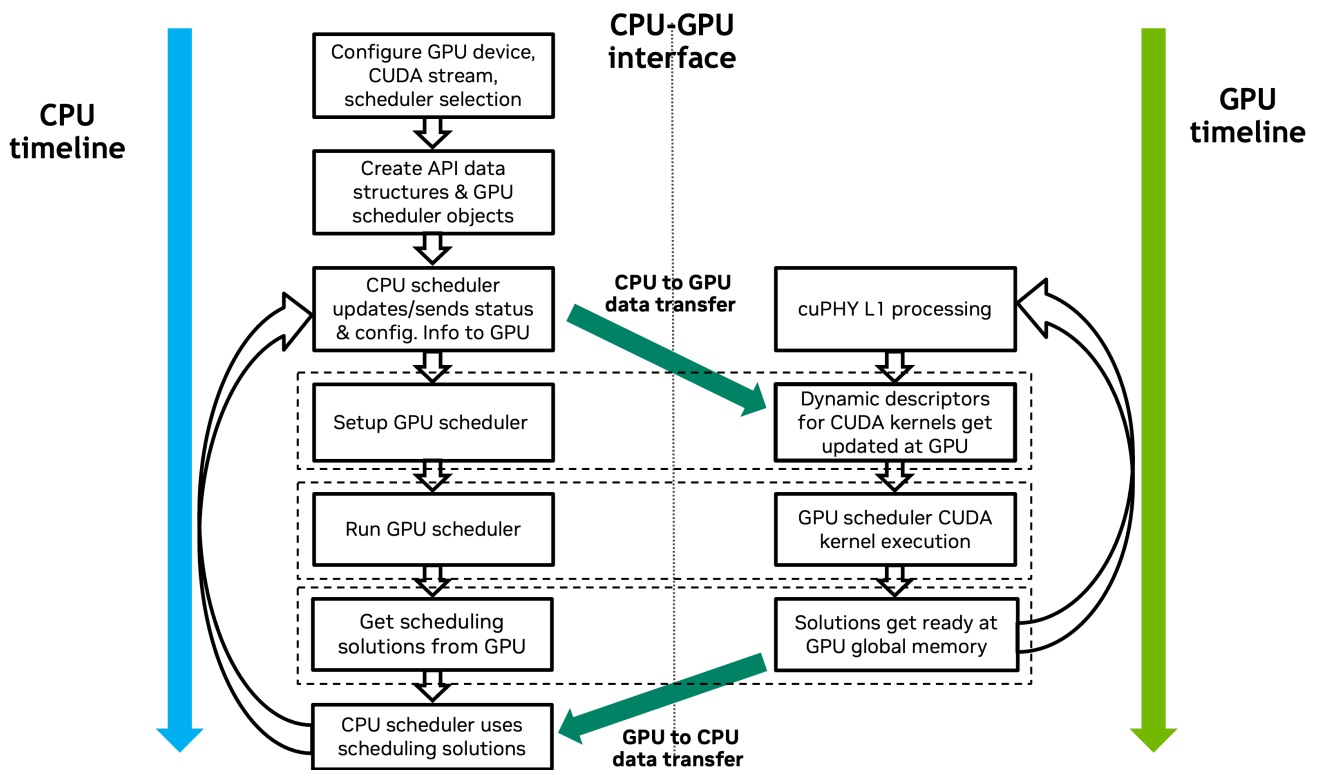 CPU-GPU
interface
CPU
timeline
GPU
timeline
Configure GPU device,
CUDA stream,
scheduler selection
Create API data
structures & GPU
scheduler objects
CPU scheduler
updates/sends status
& config. Info to GPU
CPU to GPU
data transfer
cuPHY L1 processing
Setup GPU scheduler
Dynamic descriptors
for CUDA kernels get
updated at GPU
Run GPU scheduler
GPU scheduler CUDA
kernel execution
Get scheduling
solutions from GPU
Solutions get ready at
GPU global memory
CPU scheduler uses
scheduling solutions
GPU to CPU
data transfer